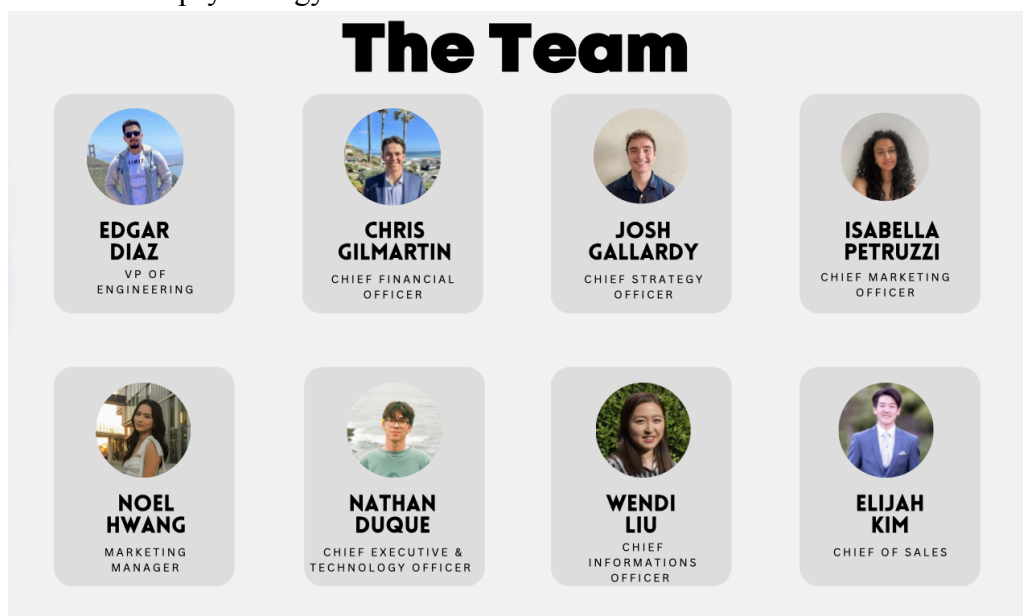 The Team
EDGAR
DIAZ
VP OF
ENGINEERING
CHRIS
GILMARTIN
CHIEF FINANCIAL
OFFICER
JOSH
GALLARDY
CHIEF STRATEGY
OFFICER
ISABELLA
PETRUZZI
CHIEF MARKETING
OFFICER
NOEL
HWANG
MARKETING
MANAGER
NATHAN
DUQUE
CHIEF EXECUTIVE &
TECHNOLOGY OFFICER
WENDI
LIU
CHIEF
INFORMATIONS
OFFICER
ELIJAH
KIM
CHIEF OF SALES